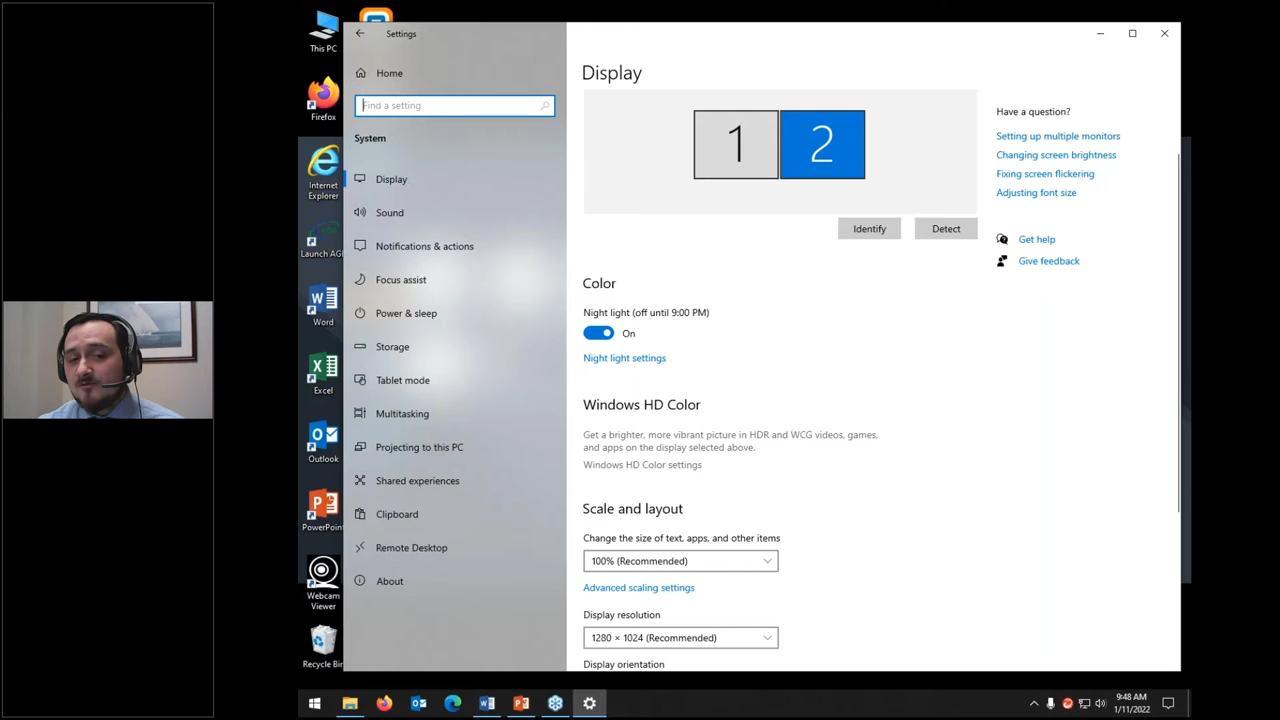 This PC
Firefox
Internet
Explorer
Launch AG
Word
Excel
Outlook
PowerPoint
Webcam
Viewer
Recycle Bin
Settings
Home
Find a setting
System
Display
Sound
Notifications & actions
Focus assist
Power & sleep
Storage
Tablet mode
Multitasking
Projecting to this PC
Shared experiences
Clipboard
Remote Desktop
About
Display
1 2
Identify Detect
Color
Night light (off until 9:00 PM)
On
Night light settings
Windows HD Color
Get a brighter, more vibrant picture in HDR and WCG videos, games,
and apps on the display selected above.
Windows HD Color settings
Scale and layout
Change the size of text, apps, and other items
100% (Recommended)
Advanced scaling settings
Display resolution
1280 × 1024 (Recommended)
Display orientation
Have a question?
Setting up multiple monitors
Changing screen brightness
Fixing screen flickering
Adjusting font size
Get help
Give feedback
9:48 AM
1/11/2022